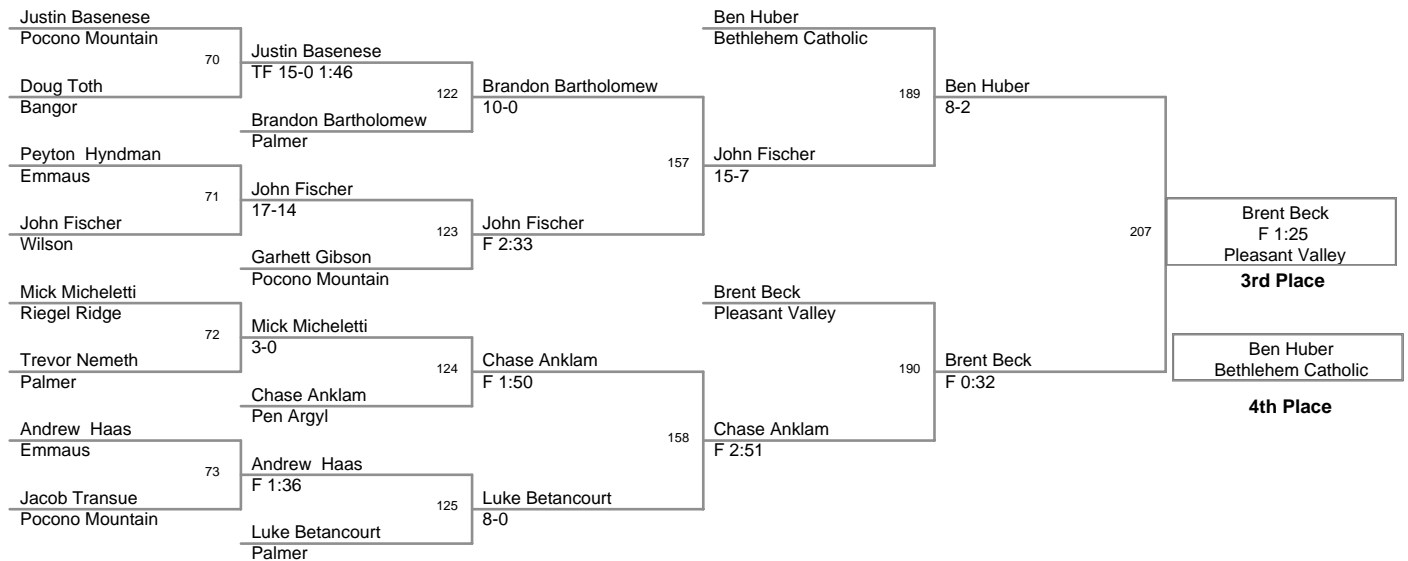 Justin Basenese
Pocono Mountain
70
Doug Toth
Bangor
Justin Basenese
TF 15-0 1:46
122
Brandon Bartholomew
Palmer
Brandon Bartholomew
10-0
Peyton  Hyndman
Emmaus
71
John Fischer
Wilson
John Fischer
17-14
123
Garhett Gibson
Pocono Mountain
John Fischer
F 2:33
157
Mick Micheletti
Riegel Ridge
72
Trevor Nemeth
Palmer
Mick Micheletti
3-0
124
Chase Anklam
Pen Argyl
Chase Anklam
F 1:50
Andrew  Haas
Emmaus
73
Jacob Transue
Pocono Mountain
Andrew  Haas
F 1:36
125
Luke Betancourt
Palmer
Luke Betancourt
8-0
158
Ben Huber
Bethlehem Catholic
189
John Fischer
15-7
Ben Huber
8-2
Brent Beck
Pleasant Valley
190
Chase Anklam
F 2:51
Brent Beck
F 0:32
207
Brent Beck
F 1:25
Pleasant Valley
3rd Place
Ben Huber
Bethlehem Catholic
4th Place